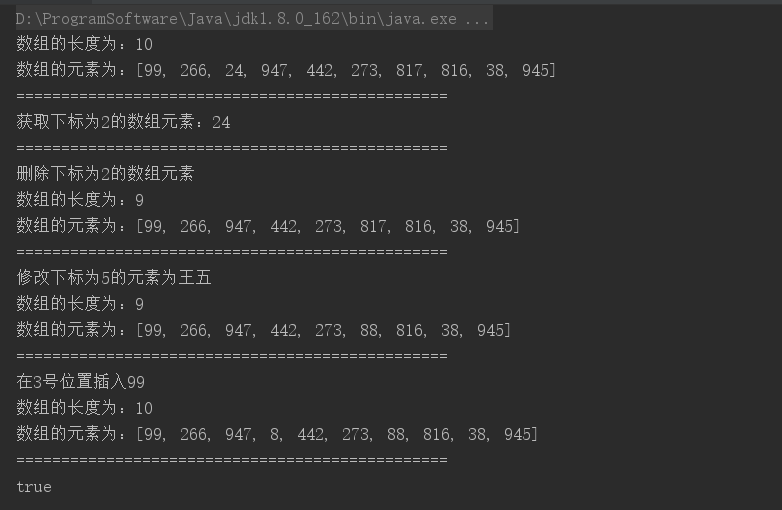 D:\ProgramSoftware\Java\jdk1.8.0_162\bin\java.exe ...
数组的长度为：10
数组的元素为：[99, 266, 24, 947, 442, 273, 817, 816, 38, 945]
================================================
获取下标为2的数组元素：24
================================================
删除下标为2的数组元素
数组的长度为：9
数组的元素为：[99, 266, 947, 442, 273, 817, 816, 38, 945]
================================================
修改下标为5的元素为王五
数组的长度为：9
数组的元素为：[99, 266, 947, 442, 273, 88, 816, 38, 945]
================================================
在3号位置插入99
数组的长度为：10
数组的元素为：[99, 266, 947, 8, 442, 273, 88, 816, 38, 945]
================================================
true